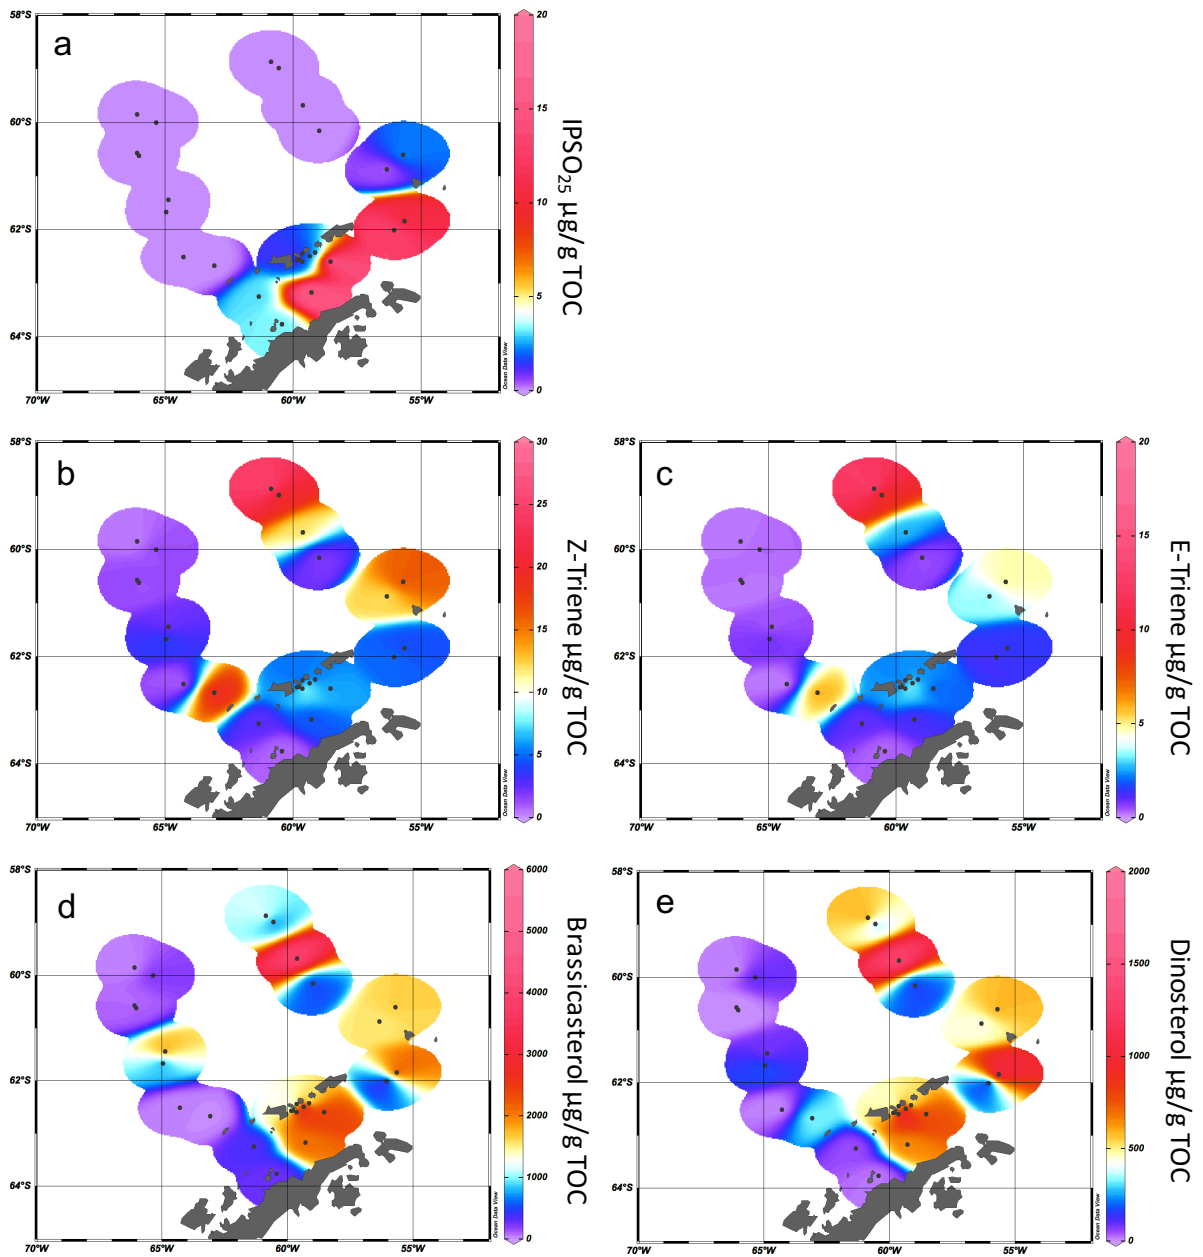 a
58°S
60°S
62°S
64°S
70°W
65°W
60°W
55°W
Ocean Data View
20
15
10
5
0
IPSO25 µg/g TOC
b
58°S
60°S
62°S
64°S
70°W
65°W
60°W
55°W
Ocean Data View
30
25
20
15
10
5
0
Z-Triene µg/g TOC
c
58°S
60°S
62°S
64°S
70°W
65°W
60°W
55°W
Ocean Data View
20
15
10
5
0
E-Triene µg/g TOC
d
58°S
60°S
62°S
64°S
70°W
65°W
60°W
55°W
Ocean Data View
6000
5000
4000
3000
2000
1000
0
Brassicasterol µg/g TOC
e
58°S
60°S
62°S
64°S
70°W
65°W
60°W
55°W
Ocean Data View
2000
1500
1000
500
0
Dinosterol µg/g TOC